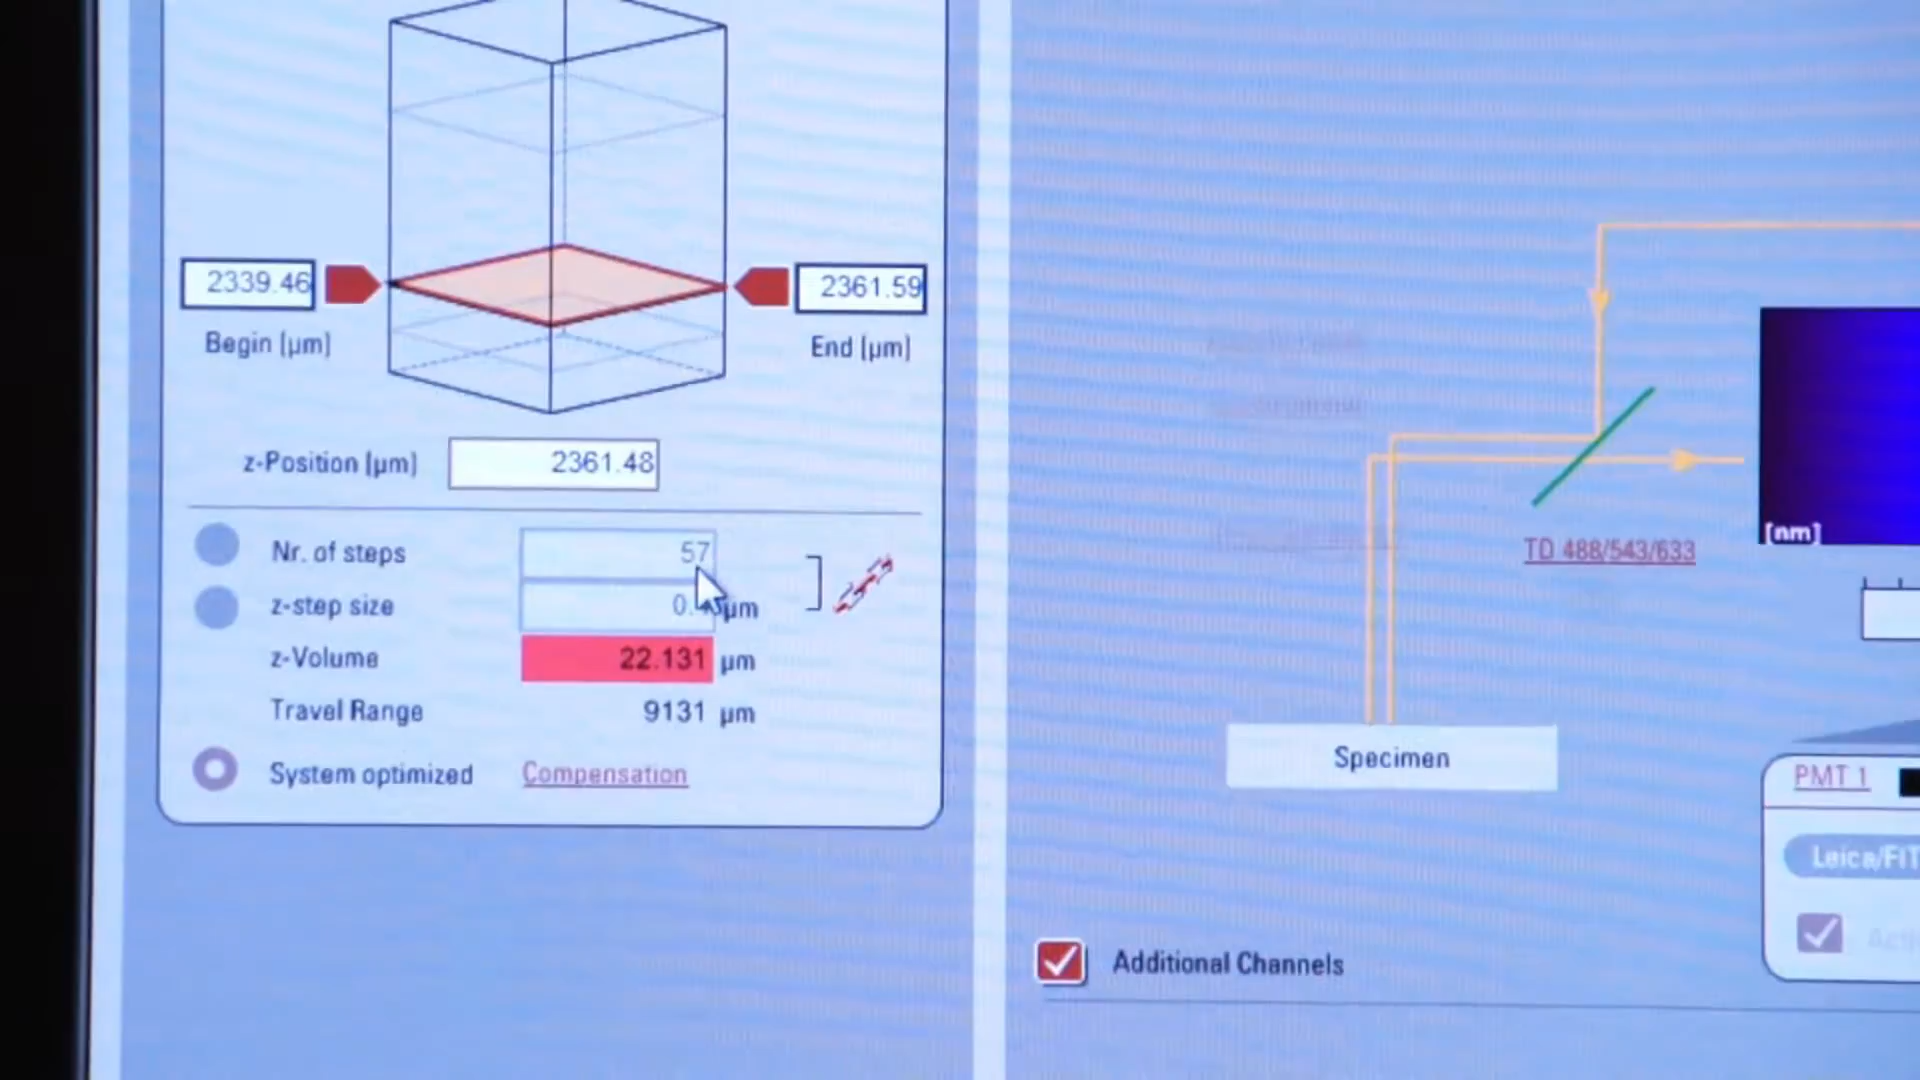 2339.46
2361.59
Begin [µm]
End [µm]
z-Position [µm]
2361.48
Nr. of steps
57
z-step size
µm
z-Volume
22.131 µm
Travel Range
9131 µm
System optimized
Compensation
[nm]
TD 488/543/633
Specimen
PMT 1
Additional Channels